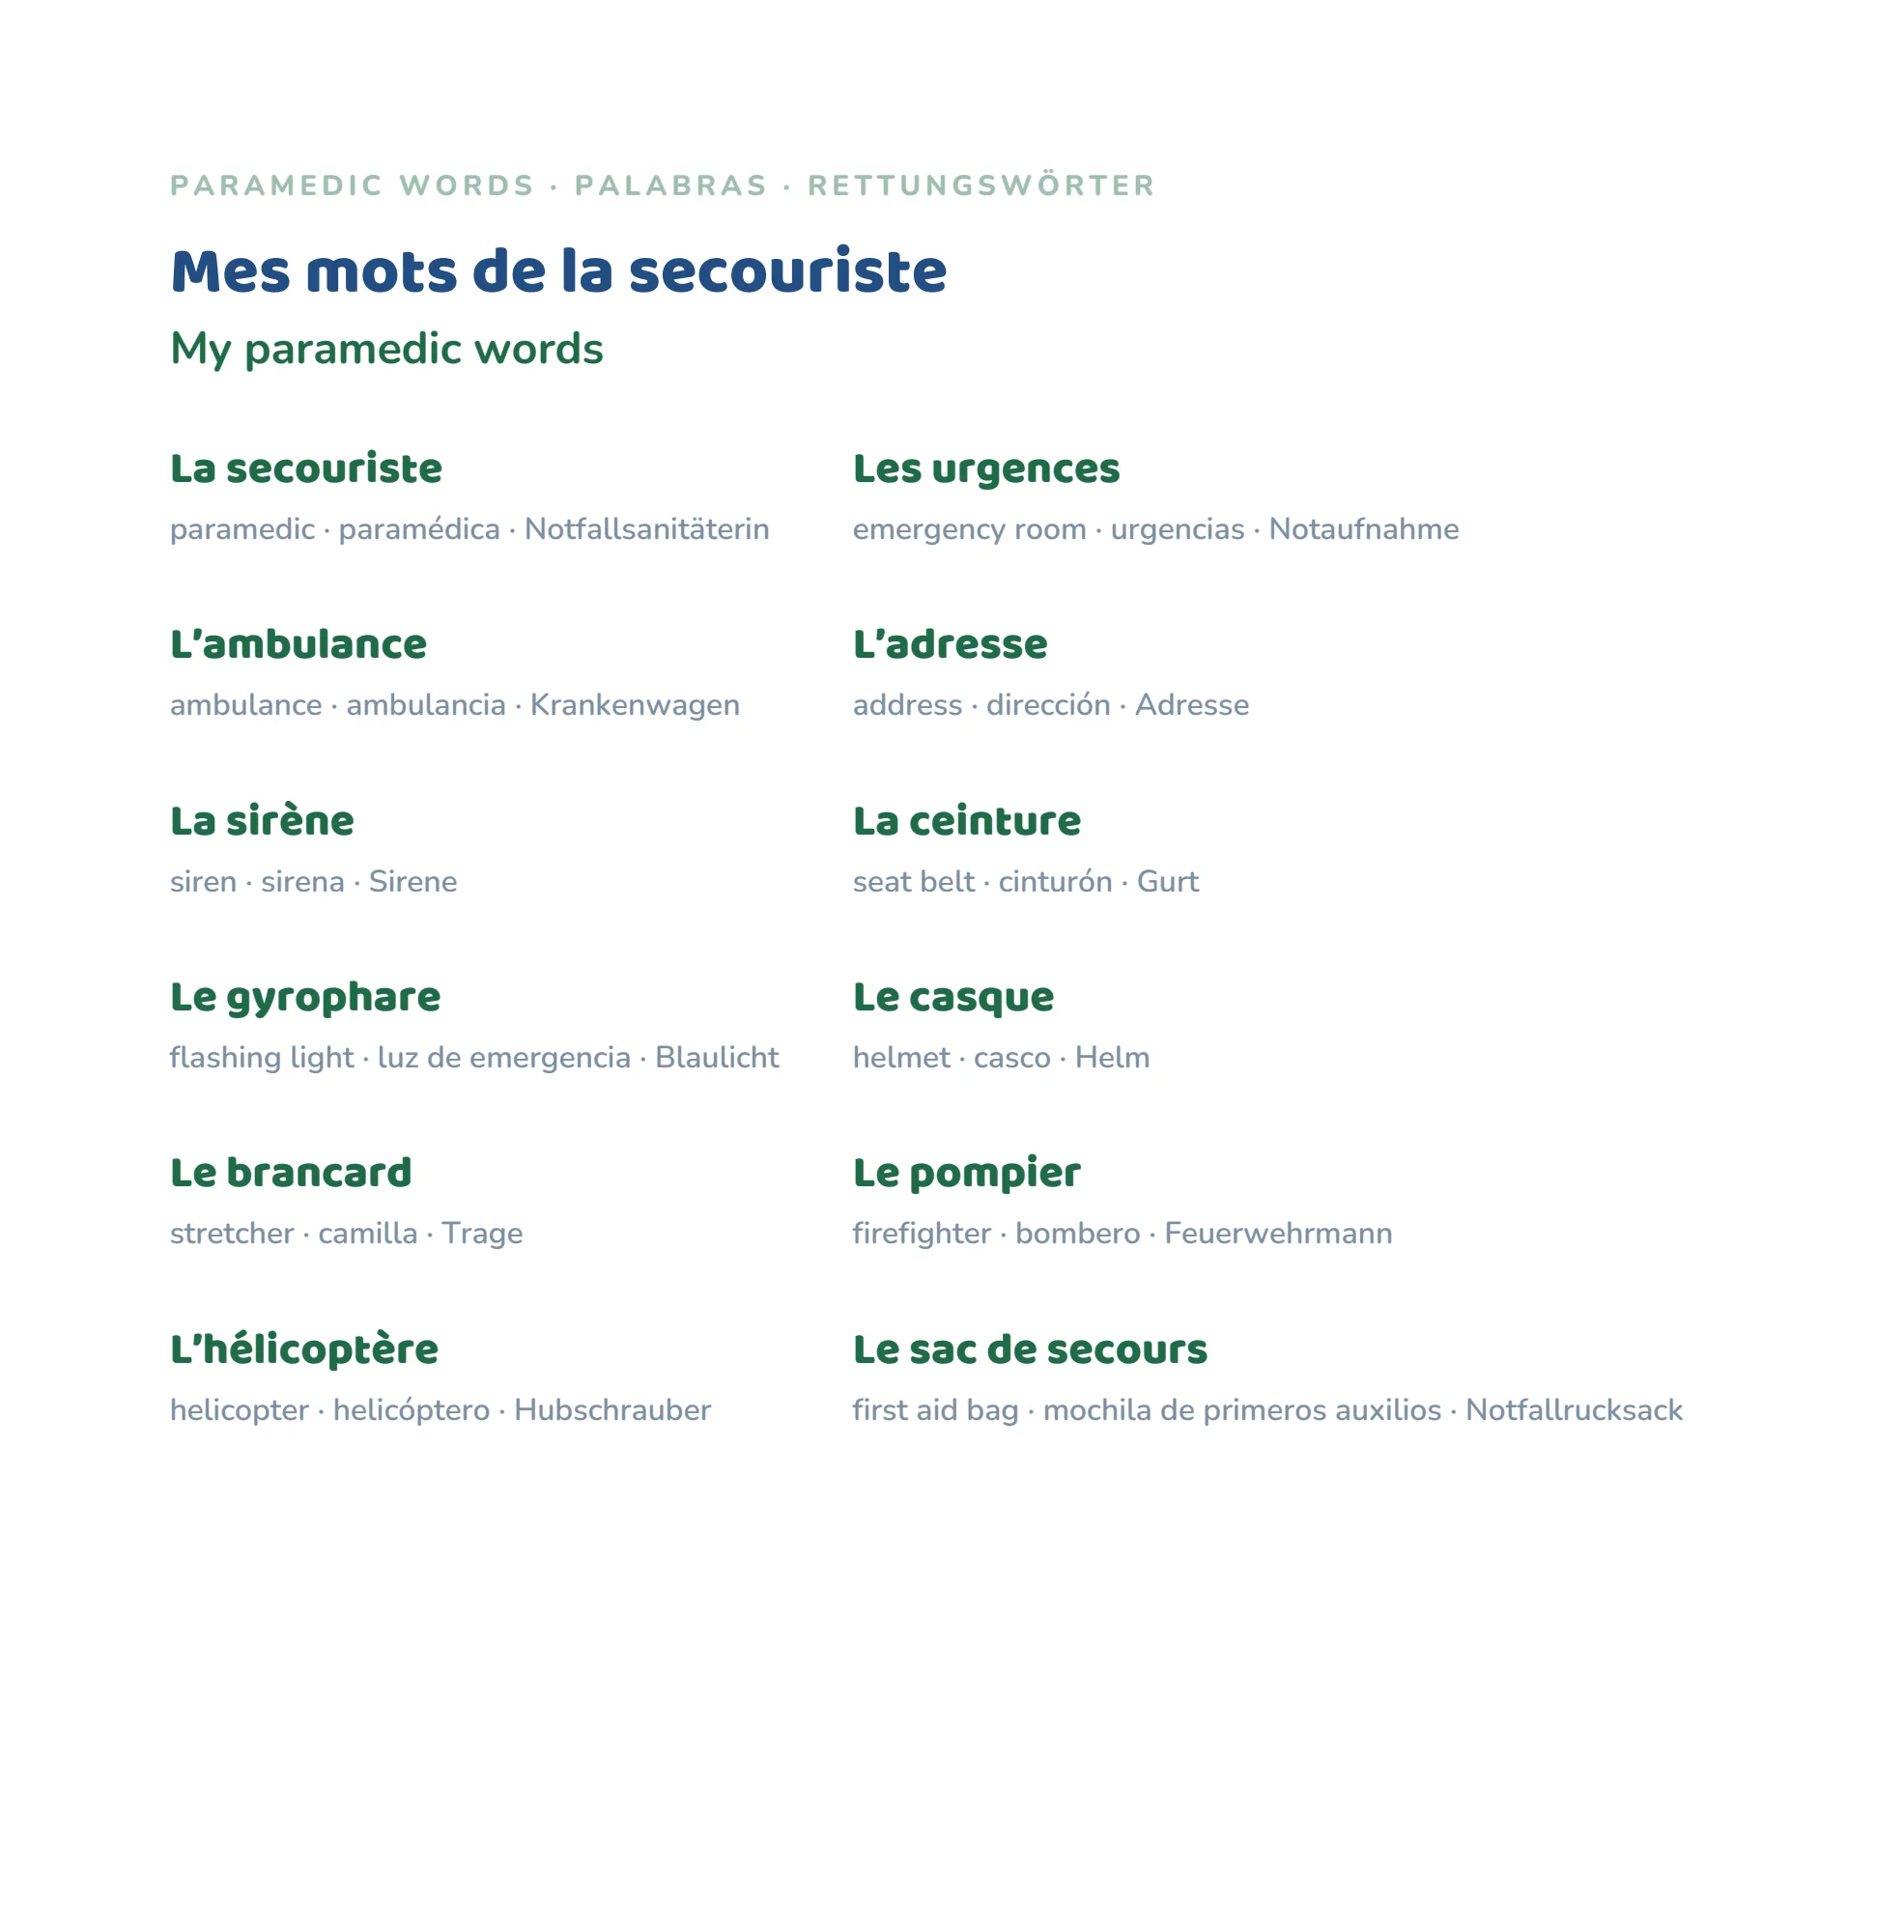 PARAMEDIC WORDS · PALABRAS · RETTUNGSWÖRTER
Mes mots de la secouriste
My paramedic words
La secouriste
paramedic · paramédica · Notfallsanitäterin
Les urgences
emergency room · urgencias · Notaufnahme
L’ambulance
ambulance · ambulancia · Krankenwagen
L’adresse
address · dirección · Adresse
La sirène
siren · sirena · Sirene
La ceinture
seat belt · cinturón · Gurt
Le gyrophare
flashing light · luz de emergencia · Blaulicht
Le casque
helmet · casco · Helm
Le brancard
stretcher · camilla · Trage
Le pompier
firefighter · bombero · Feuerwehrmann
L’hélicoptère
helicopter · helicóptero · Hubschrauber
Le sac de secours
first aid bag · mochila de primeros auxilios · Notfallrucksack